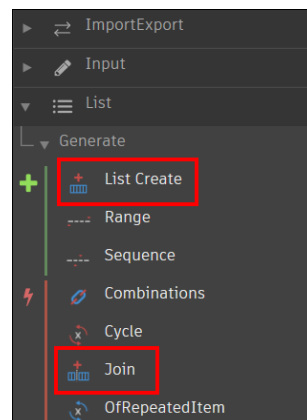 ImportExport
Input
List
Generate
List Create
Range
Sequence
Combinations
Cycle
Join
OfRepeatedItem